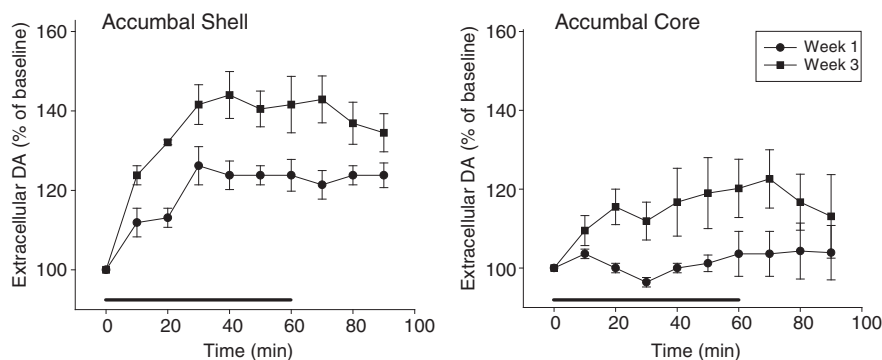 Accumbal Shell
Extracellular DA (% of baseline)
160
140
120
100
0
20
40
60
80
100
Time (min)
Accumbal Core
Week 1
Week 3
Extracellular DA (% of baseline)
160
140
120
100
0
20
40
60
80
100
Time (min)